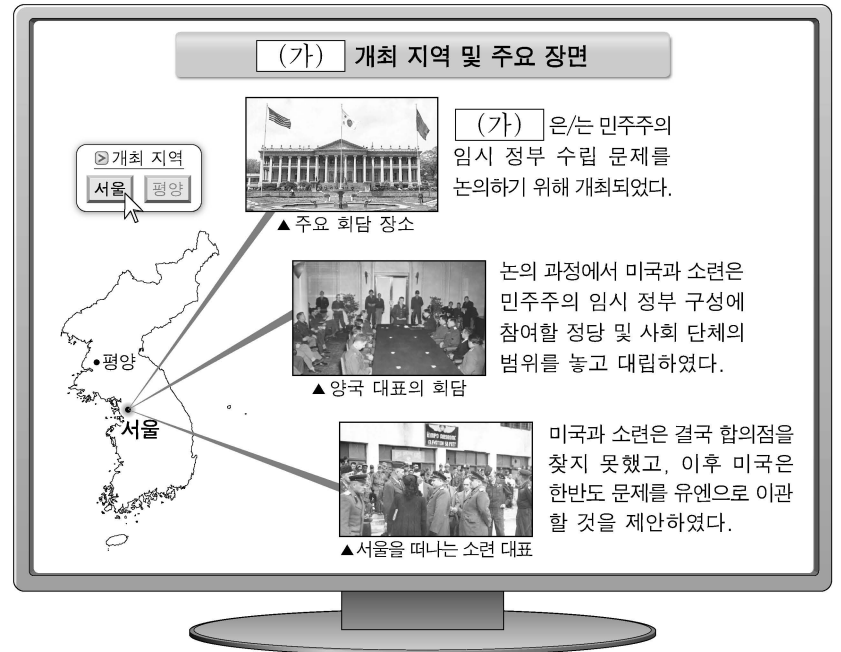 (가) 개최 지역 및 주요 장면
개최 지역
서울 평양
▲ 주요 회담 장소
(가) 은/는 민주주의
임시 정부 수립 문제를
논의하기 위해 개최되었다.
▲ 양국 대표의 회담
논의 과정에서 미국과 소련은
민주주의 임시 정부 구성에
참여할 정당 및 사회 단체의
범위를 놓고 대립하였다.
평양
서울
▲ 서울을 떠나는 소련 대표
미국과 소련은 결국 합의점을
찾지 못했고, 이후 미국은
한반도 문제를 유엔으로 이관
할 것을 제안하였다.